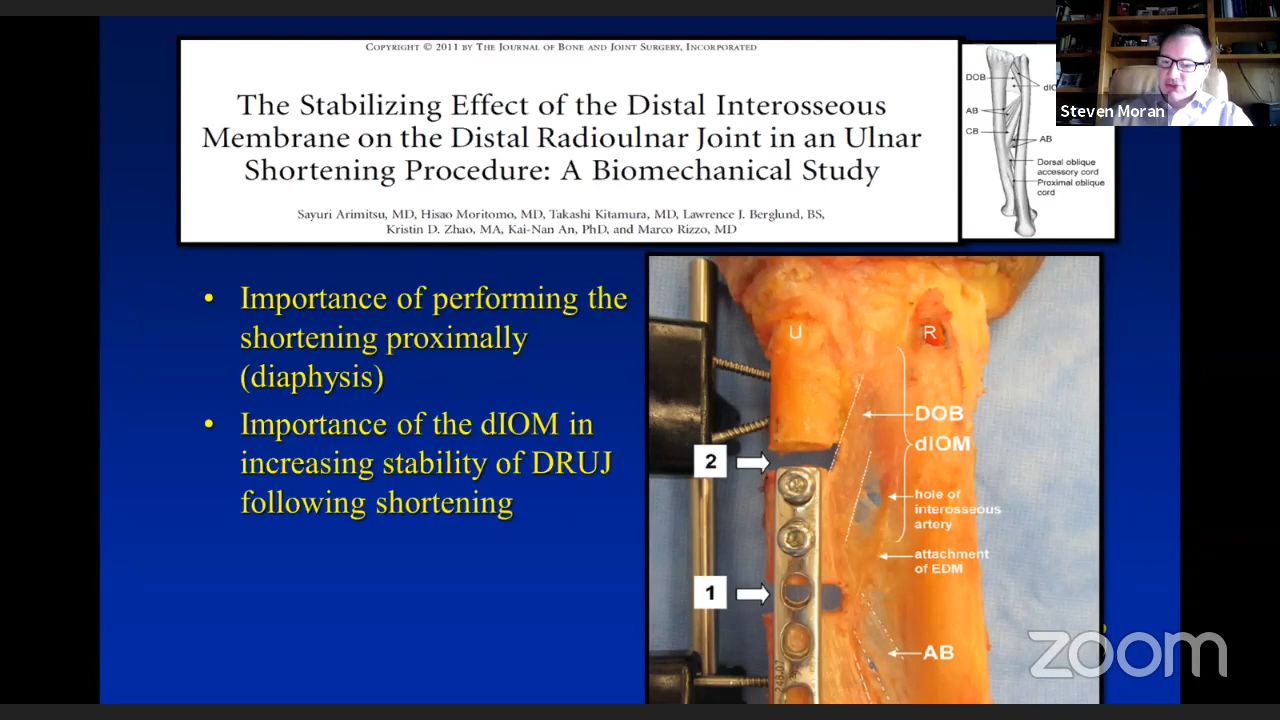 COPYRIGHT © 2011 BY THE JOURNAL OF BONE AND JOINT SURGERY, INCORPORATED
The Stabilizing Effect of the Distal Interosseous
Membrane on the Distal Radioulnar Joint in an Ulnar
Shortening Procedure: A Biomechanical Study
Sayuri Arimitsu, MD, Hisao Moritomo, MD, Takashi Kitamura, MD, Lawrence J. Berglund, BS,
Kristin D. Zhao, MA, Kai-Nan An, PhD, and Marco Rizzo, MD
DOB
AB
CB
AB
Dorsal oblique
accessory cord
Proximal oblique
cord
Steven Moran
• Importance of performing the
shortening proximally
(diaphysis)
• Importance of the dIOM in
increasing stability of DRUJ
following shortening
U
R
DOB
dIOM
2
hole of
interosseous
artery
attachment
of EDM
1
AB
zoom